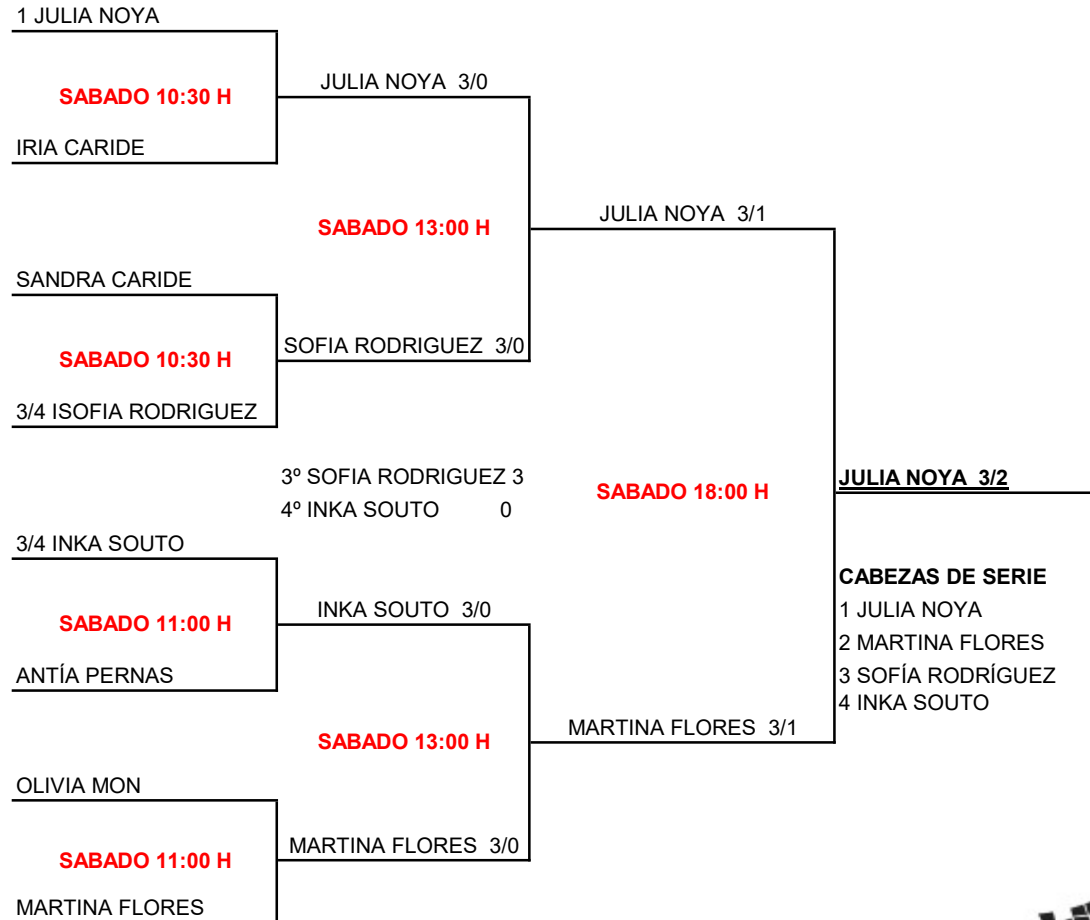 1 JULIA NOYA
JULIA NOYA 3/0
SABADO 10:30 H
IRIA CARIDE
JULIA NOYA 3/1
SABADO 13:00 H
SANDRA CARIDE
SOFIA RODRIGUEZ 3/0
SABADO 10:30 H
3/4 ISOFIA RODRIGUEZ
3º SOFIA RODRIGUEZ 3
4º INKA SOUTO 0
SABADO 18:00 H
JULIA NOYA 3/2
3/4 INKA SOUTO
CABEZAS DE SERIE
1 JULIA NOYA
2 MARTINA FLORES
3 SOFÍA RODRÍGUEZ
4 INKA SOUTO
INKA SOUTO 3/0
SABADO 11:00 H
ANTÍA PERNAS
MARTINA FLORES 3/1
SABADO 13:00 H
OLIVIA MON
MARTINA FLORES 3/0
SABADO 11:00 H
MARTINA FLORES